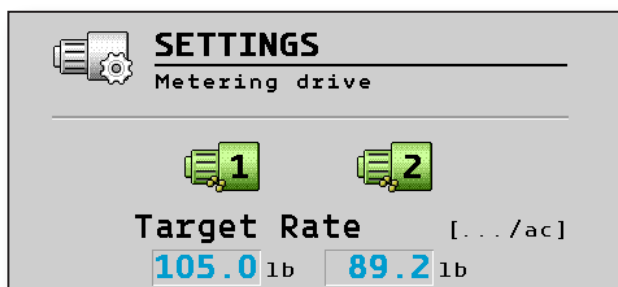 SETTINGS
Metering drive
1 2
Target Rate [.../ac]
105.0 lb 89.2 lb